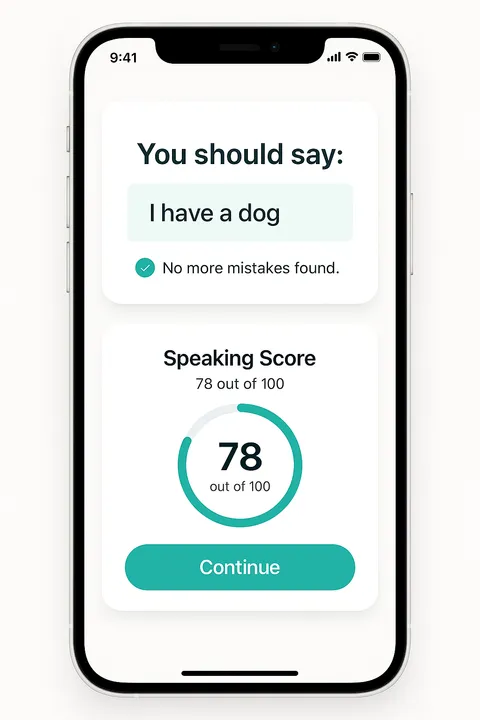 9:41
You should say:
I have a dog
No more mistakes found.
Speaking Score
78 out of 100
78
out of 100
Continue